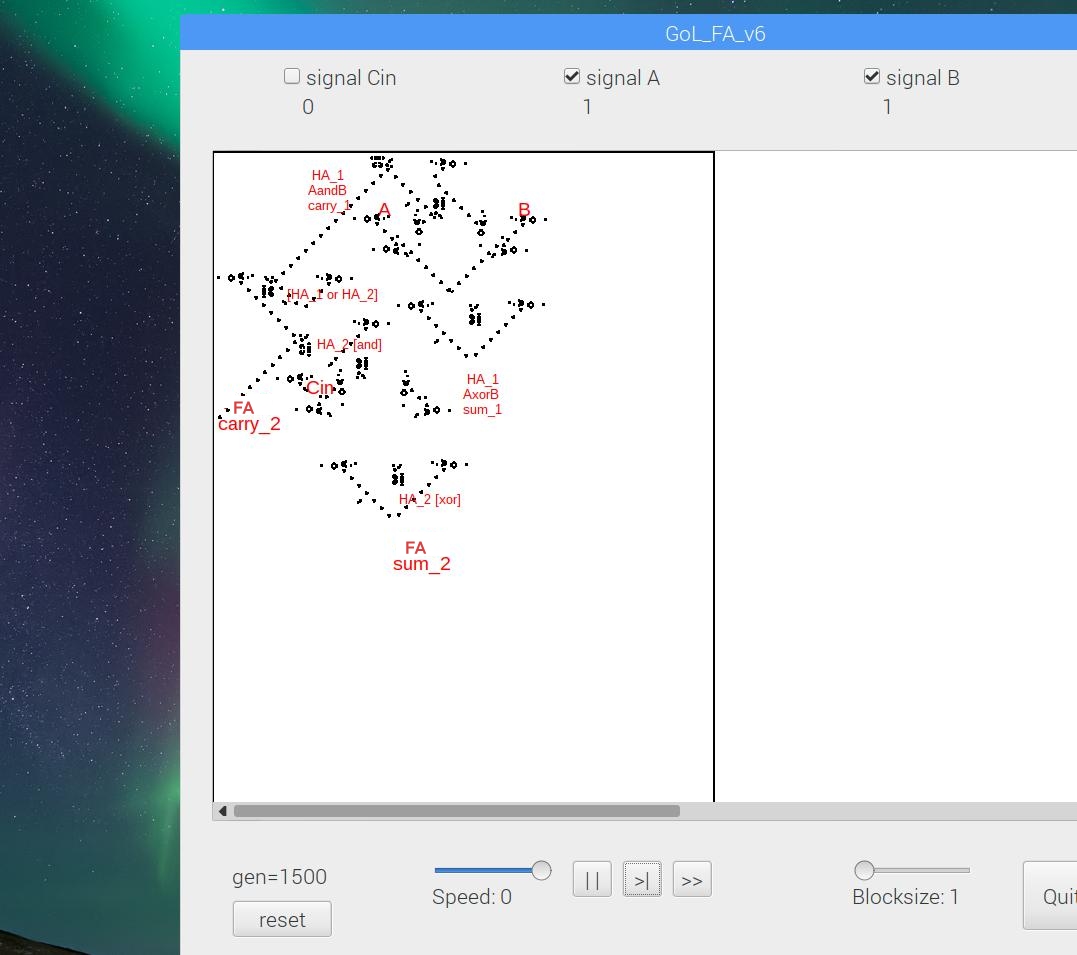 GoL_FA_v6
signal Cin
signal A
signal B
0
1
1
HA_1
AandB
carry_1
A
B
[HA_1 or HA_2]
HA_2 [and]
HA_1
AxorB
sum_1
Cin
FA
carry_2
HA_2 [xor]
FA
sum_2
gen=1500
reset
Speed: 0
| |
>|
>>
Blocksize: 1
Quit